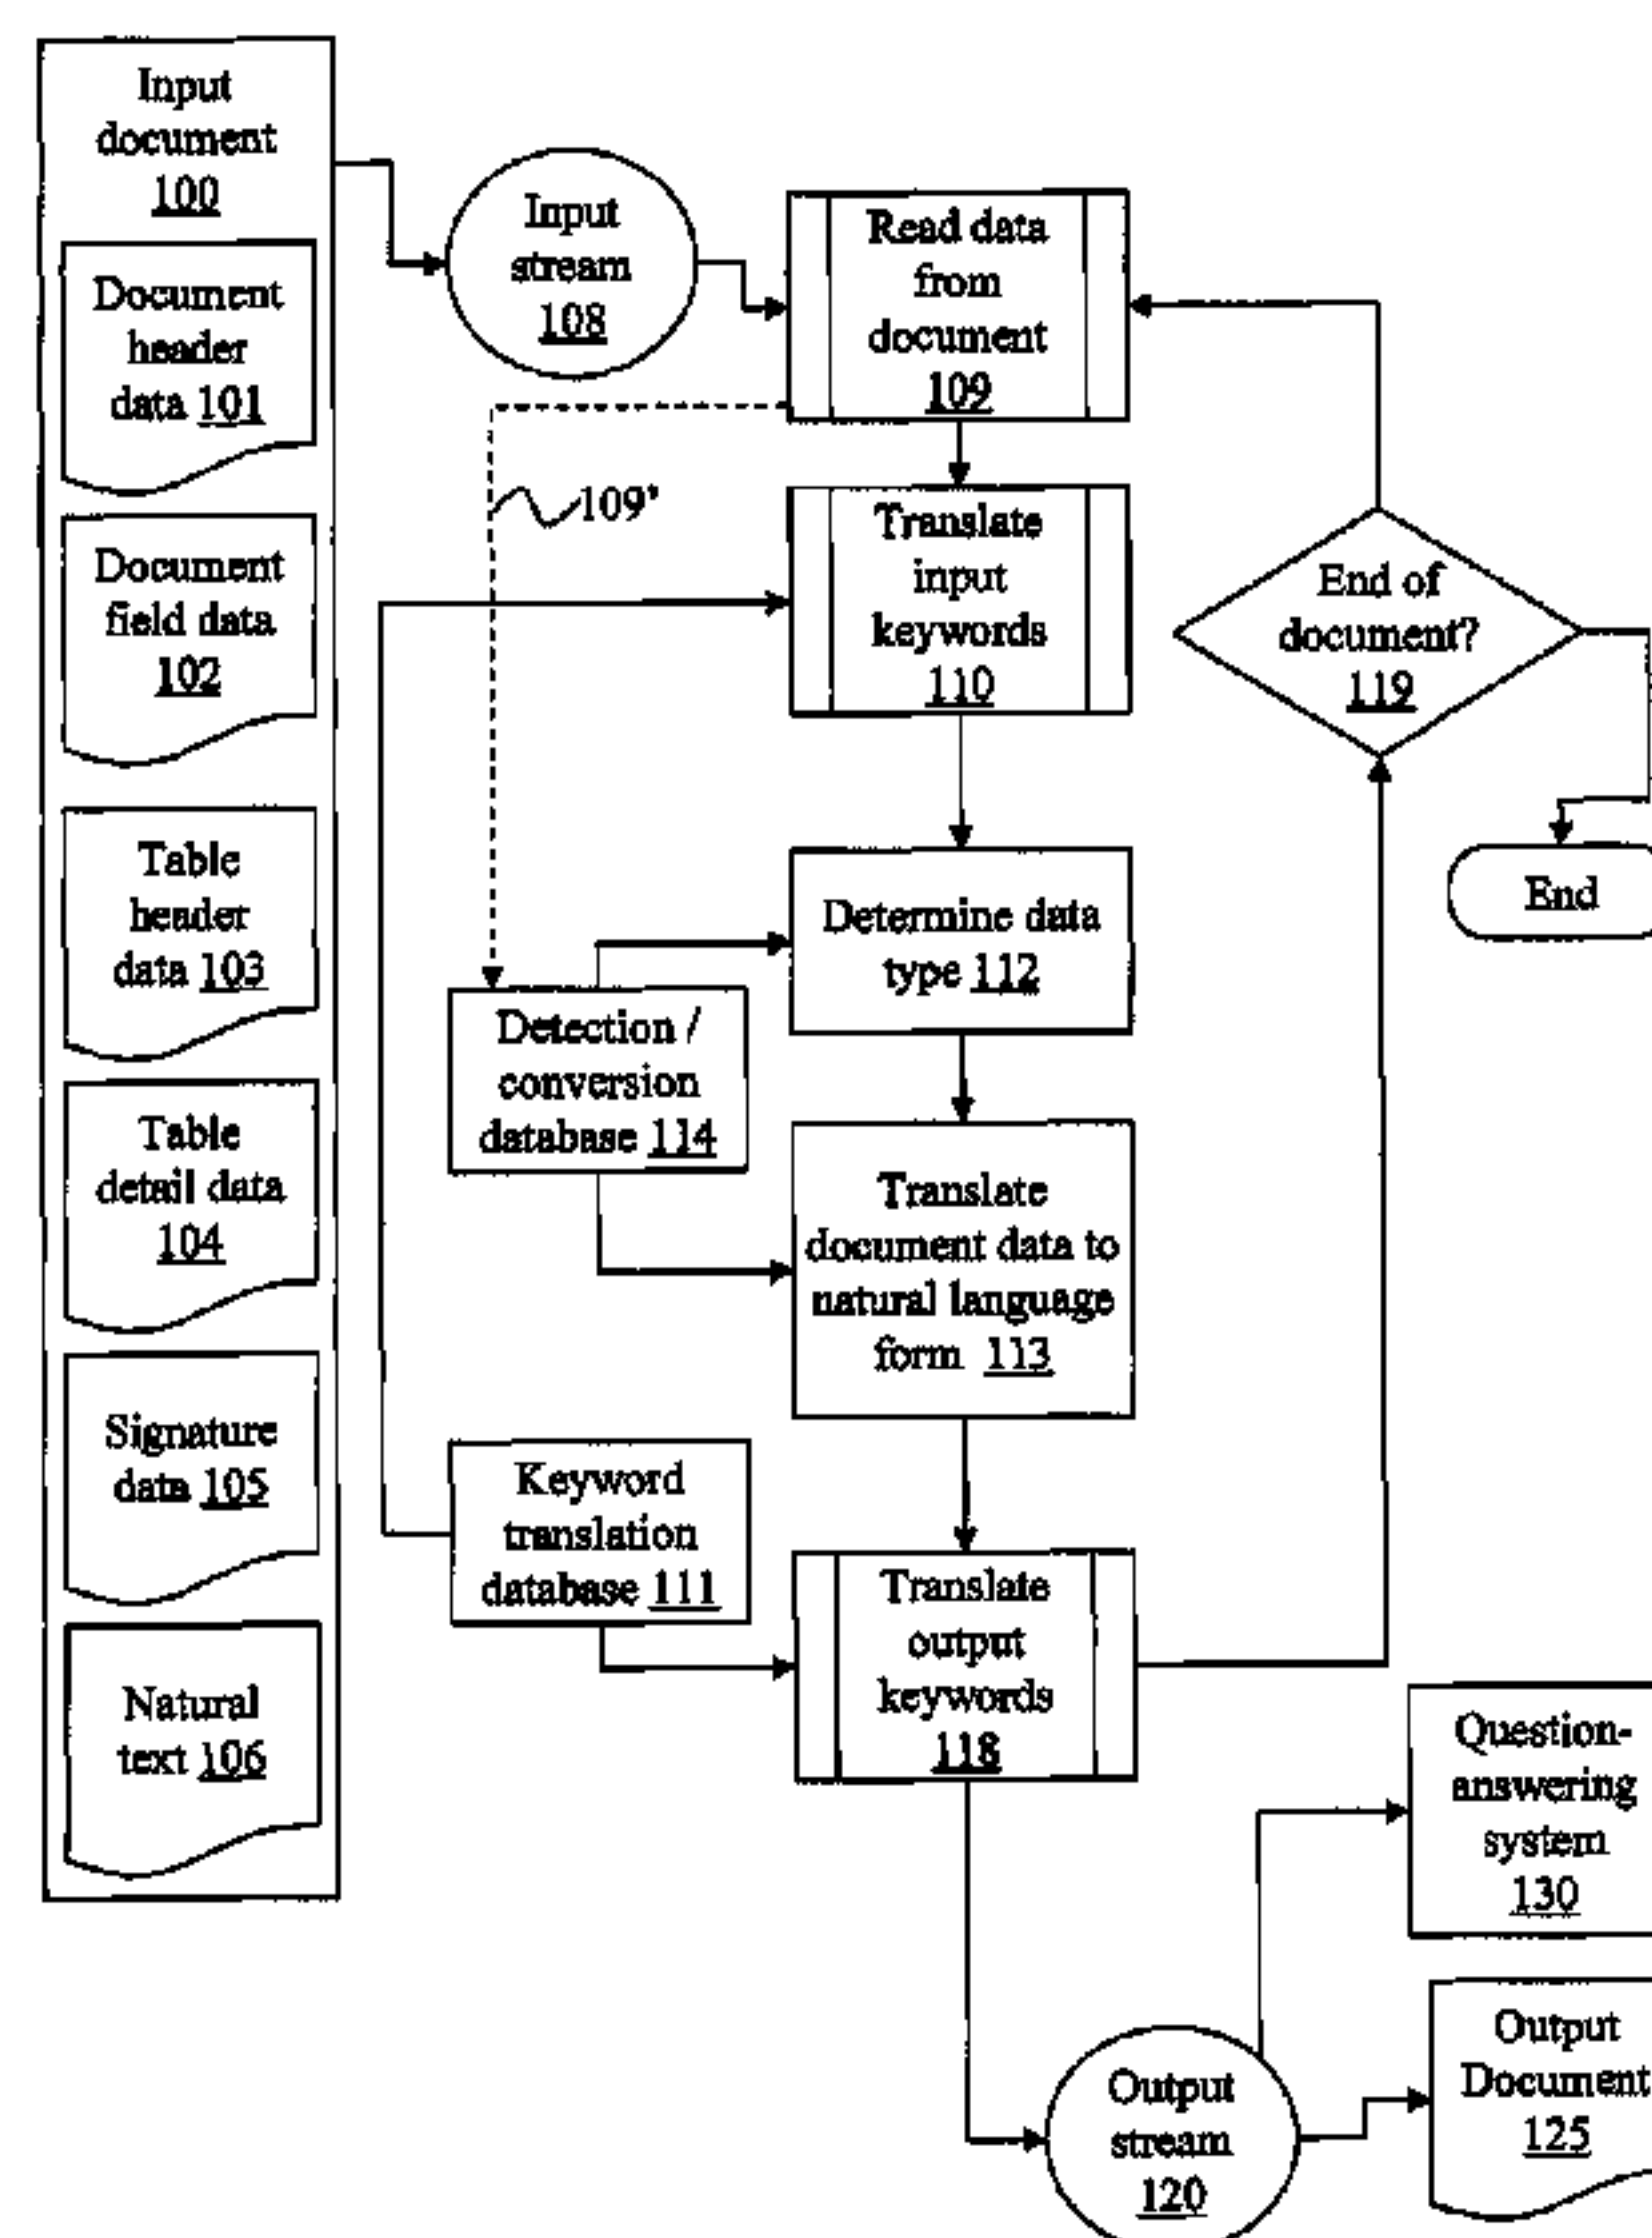 Input
document
100
Document
header
data 101
Document
field data
102
Table
header
data 103
Table
detail data
104
Signature
data 105
Natural
text 106
Input
stream
108
Read data
from
document
109
109'
Translate
input
keywords
110
End of
document?
119
End
Determine data
type 112
Detection /
conversion
database 114
Translate
document data to
natural language
form 113
Keyword
translation
database 111
Translate
output
keywords
118
Question-
answering
system
130
Output
stream
120
Output
Document
125